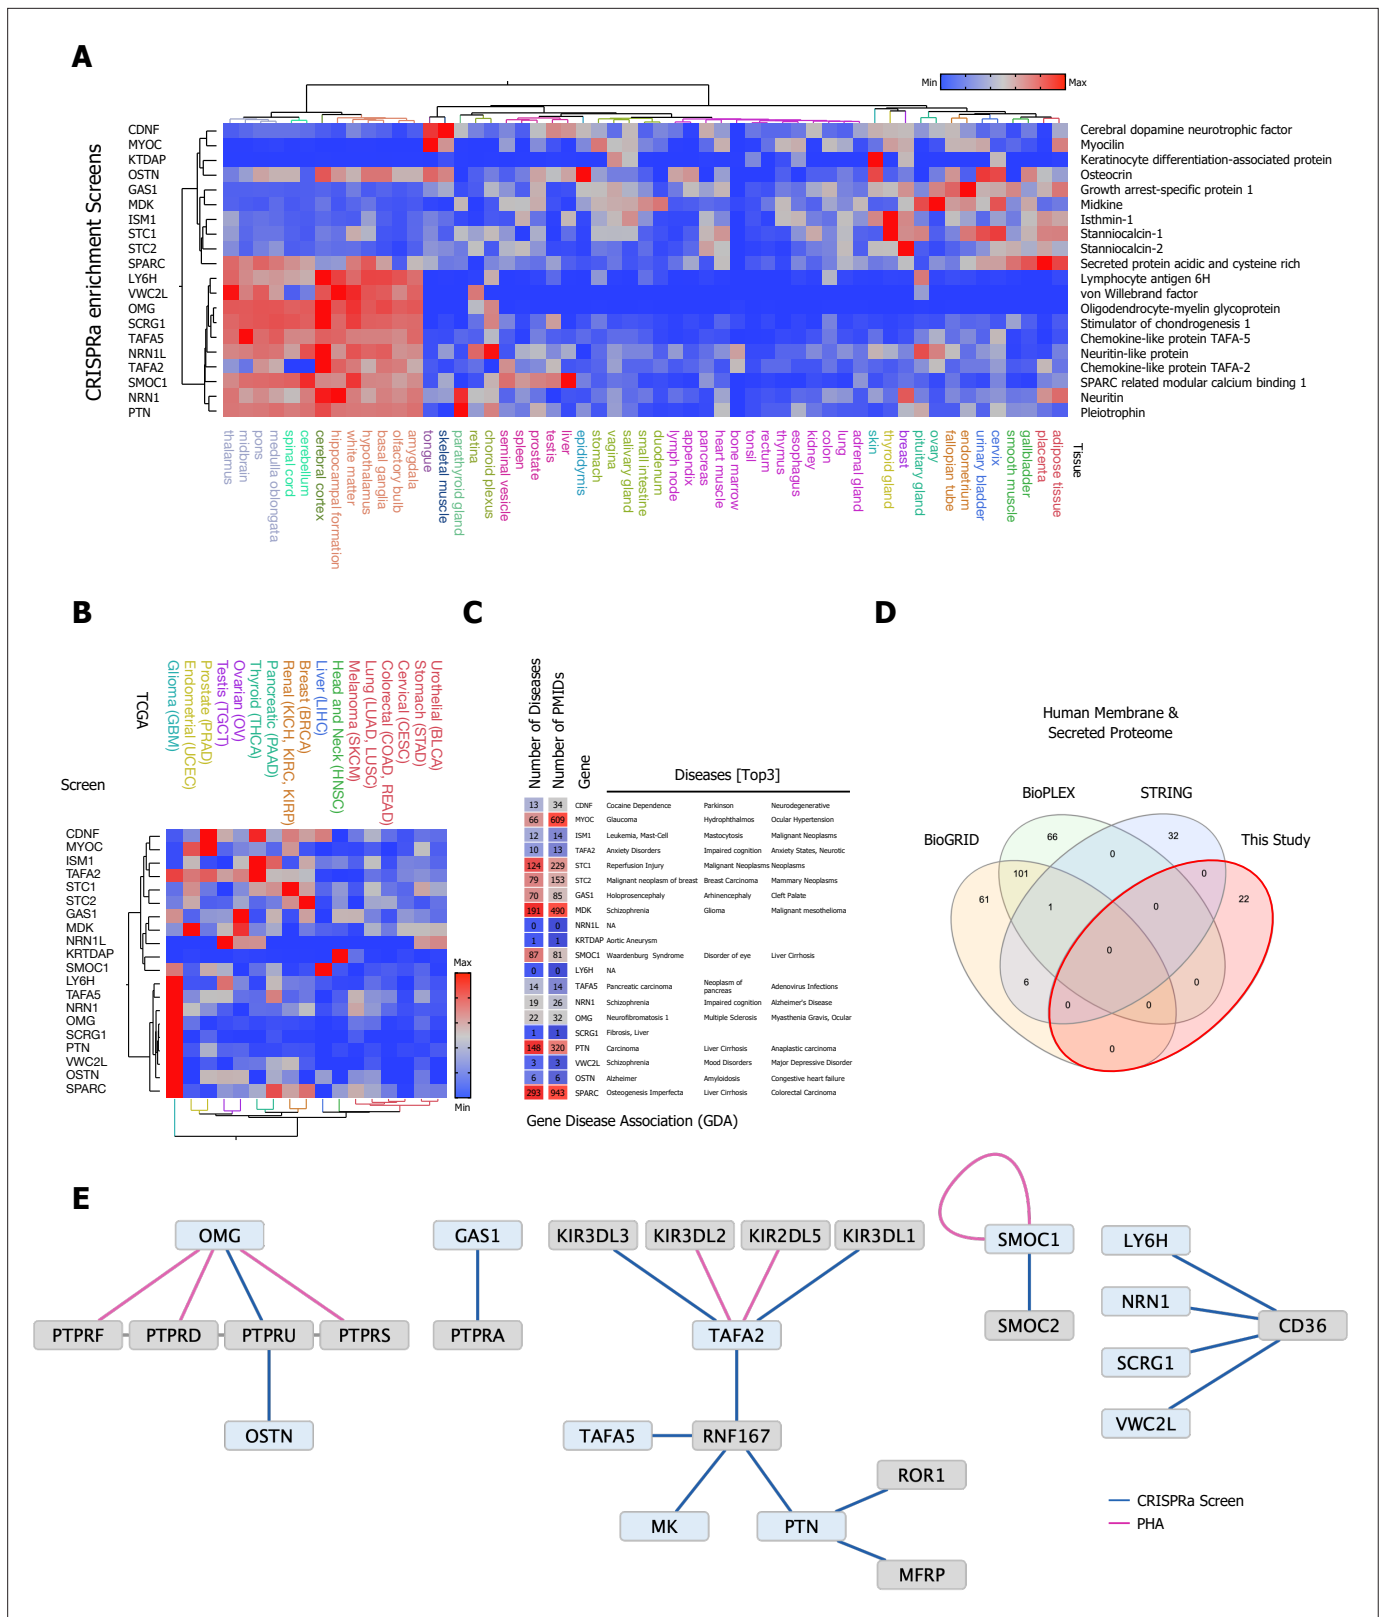 A
Min
Max
CRISPRa enrichment Screens
CDNF
MYOC
KTDAP
OSTN
GAS1
MDK
ISM1
STC1
STC2
SPARC
LY6H
VWC2L
OMG
SCRG1
TAFA5
NRN1L
TAFA2
SMOC1
NRN1
PTN
Cerebral dopamine neurotrophic factor
Myocilin
Keratinocyte differentiation-associated protein
Osteocrin
Growth arrest-specific protein 1
Midkine
Isthmin-1
Stanniocalcin-1
Stanniocalcin-2
Secreted protein acidic and cysteine rich
Lymphocyte antigen 6H
von Willebrand factor
Oligodendrocyte-myelin glycoprotein
Stimulator of chondrogenesis 1
Chemokine-like protein TAFA-5
Neuritin-like protein
Chemokine-like protein TAFA-2
SPARC related modular calcium binding 1
Neuritin
Pleiotrophin
thalamus
midbrain
pons
medulla oblongata
spinal cord
cerebellum
cerebral cortex
hippocampal formation
white matter
hypothalamus
basal ganglia
olfactory bulb
amygdala
tongue
skeletal muscle
parathyroid gland
retina
choroid plexus
seminal vesicle
spleen
prostate
testis
liver
epididymis
stomach
vagina
salivary gland
small intestine
duodenum
lymph node
appendix
pancreas
heart muscle
bone marrow
tonsil
rectum
thymus
esophagus
kidney
colon
lung
adrenal gland
skin
thyroid gland
breast
pituitary gland
ovary
fallopian tube
endometrium
urinary bladder
cervix
smooth muscle
gallbladder
placenta
adipose tissue
Tissue
B
TCGA
Glioma (GBM)
Endometrial (UCEC)
Prostate (PRAD)
Testis (TGCT)
Ovarian (OV)
Thyroid (THCA)
Pancreatic (PAAD)
Renal (KICH, KIRC, KIRP)
Breast (BRCA)
Liver (LIHC)
Head and Neck (HNSC)
Melanoma (SKCM)
Lung (LUAD, LUSC)
Colorectal (COAD, READ)
Cervical (CESC)
Stomach (STAD)
Urothelial (BLCA)
Screen
CDNF
MYOC
ISM1
TAFA2
STC1
STC2
GAS1
MDK
NRN1L
KRTDAP
SMOC1
LY6H
TAFA5
NRN1
OMG
SCRG1
PTN
VWC2L
OSTN
SPARC
Max
Min
C
Number of Diseases
Number of PMIDs
Gene
Diseases [Top3]
13 34 CDNF Cocaine Dependence Parkinson Neurodegenerative
66 609 MYOC Glaucoma Hydrophthalmos Ocular Hypertension
12 14 ISM1 Leukemia, Mast-Cell Mastocytosis Malignant Neoplasms
10 13 TAFA2 Anxiety Disorders Impaired cognition Anxiety States, Neurotic
124 229 STC1 Reperfusion Injury Malignant Neoplasms Neoplasms
79 153 STC2 Malignant neoplasm of breast Breast Carcinoma Mammary Neoplasms
70 85 GAS1 Holoprosencephaly Arhinencephaly Cleft Palate
191 490 MDK Schizophrenia Glioma Malignant mesothelioma
0 0 NRN1L NA
1 1 KRTDAP Aortic Aneurysm
87 81 SMOC1 Waardenburg Syndrome Disorder of eye Liver Cirrhosis
0 0 LY6H NA
14 14 TAFA5 Pancreatic carcinoma Neoplasm of pancreas Adenovirus Infections
19 26 NRN1 Schizophrenia Impaired cognition Alzheimer's Disease
22 32 OMG Neurofibromatosis 1 Multiple Sclerosis Myasthenia Gravis, Ocular
1 1 SCRG1 Fibrosis, Liver
148 320 PTN Carcinoma Liver Cirrhosis Anaplastic carcinoma
3 3 VWC2L Schizophrenia Mood Disorders Major Depressive Disorder
6 6 OSTN Alzheimer Amyloidosis Congestive heart failure
293 943 SPARC Osteogenesis Imperfecta Liver Cirrhosis Colorectal Carcinoma
Gene Disease Association (GDA)
D
Human Membrane &
Secreted Proteome
BioPLEX
STRING
BioGRID
This Study
66
32
0
101
0
61
22
1
0
0
6
0
0
0
0
E
OMG
PTPRF
PTPRD
PTPRU
PTPRS
OSTN
GAS1
PTPRA
KIR3DL3
KIR3DL2
KIR2DL5
KIR3DL1
TAFA2
TAFA5
RNF167
MK
PTN
ROR1
MFRP
SMOC1
SMOC2
LY6H
NRN1
SCRG1
VWC2L
CD36
CRISPRa Screen
PHA